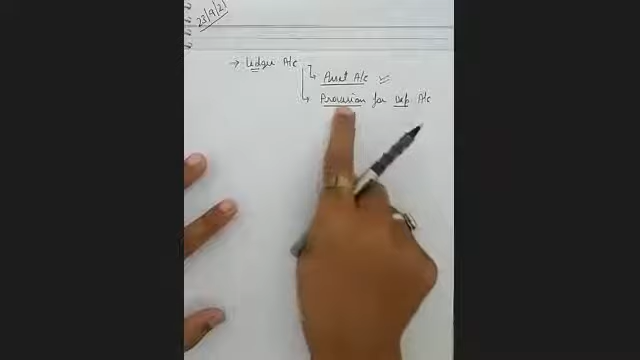 23/9/21
→ Ledger A/c
→ Asset A/c ✓
→ Provision for Dep A/c